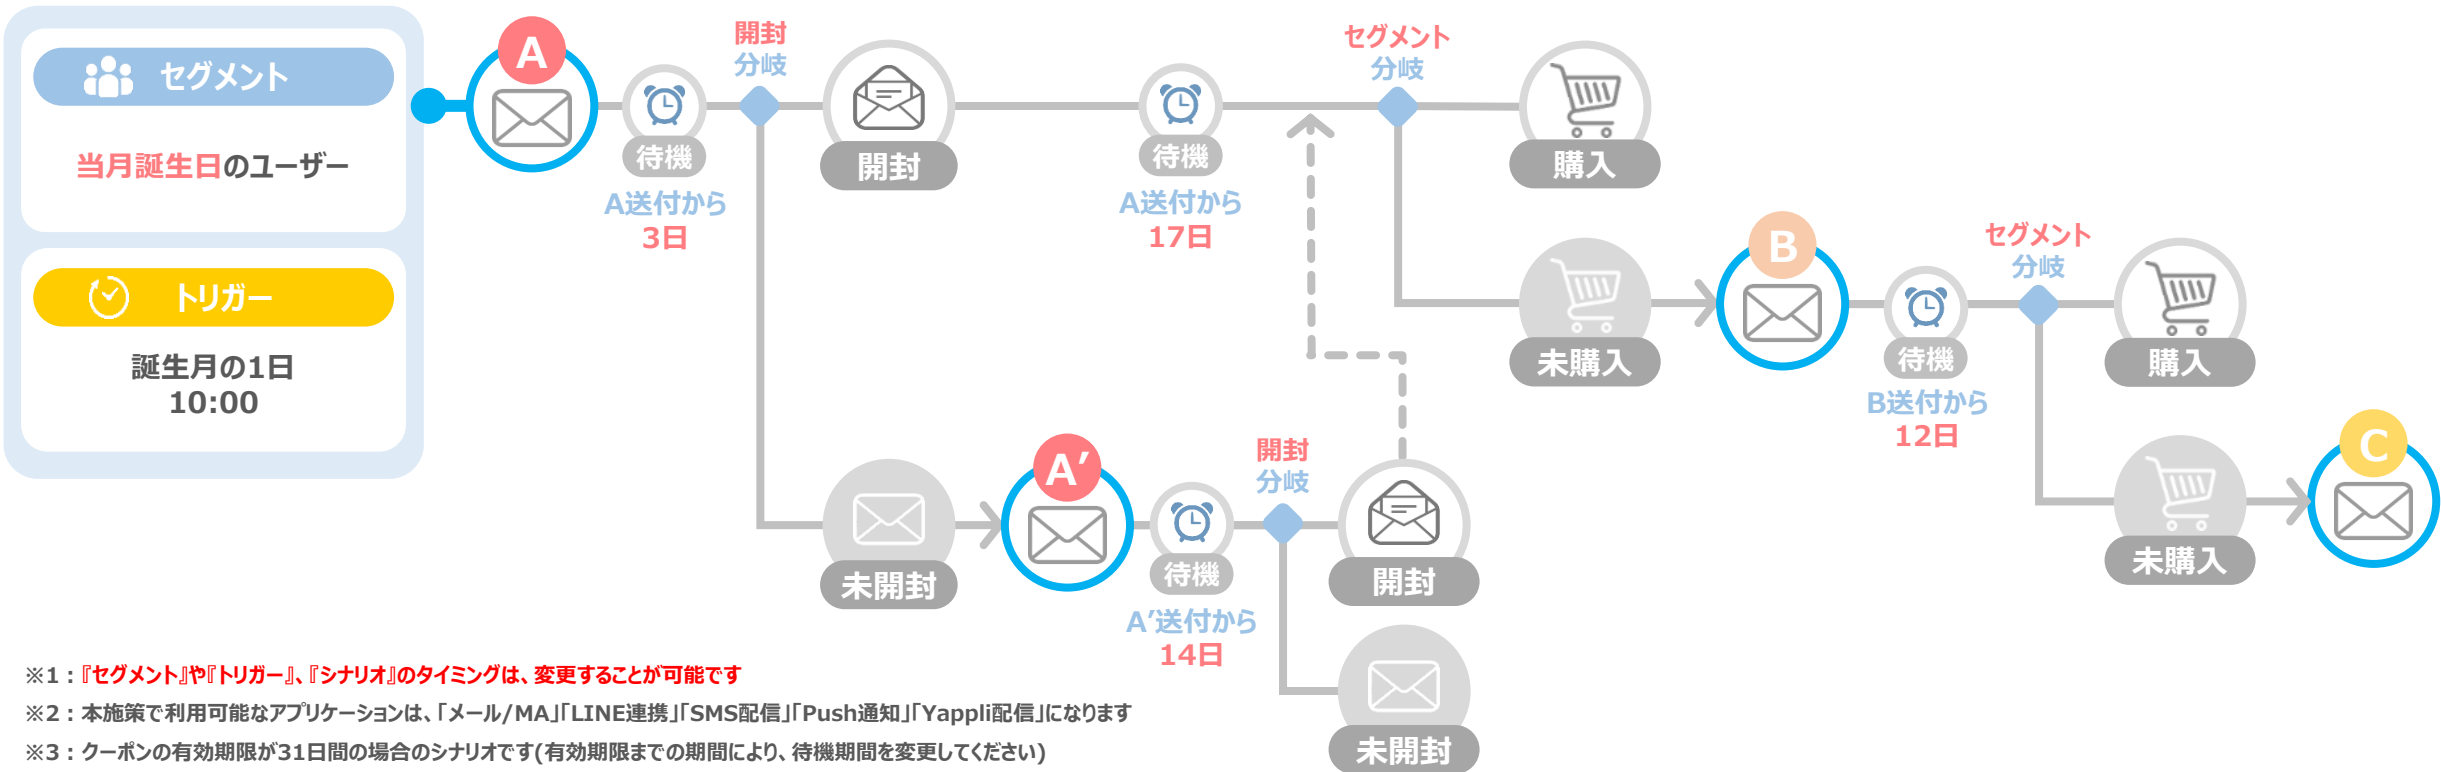 セグメント
当月誕生日のユーザー
トリガー
誕生月の1日
10:00
A
待機
A送付から
3日
開封
分岐
開封
待機
A送付から
17日
セグメント
分岐
購入
未購入
B
待機
B送付から
12日
セグメント
分岐
購入
未購入
C
未開封
A′
待機
A′送付から
14日
開封
分岐
開封
未開封
※1：『セグメント』や『トリガー』、『シナリオ』のタイミングは、変更することが可能です
※2：本施策で利用可能なアプリケーションは、「メール/MA」「LINE連携」「SMS配信」「Push通知」「Yappli配信」になります
※3：クーポンの有効期限が31日間の場合のシナリオです(有効期限までの期間により、待機期間を変更してください)